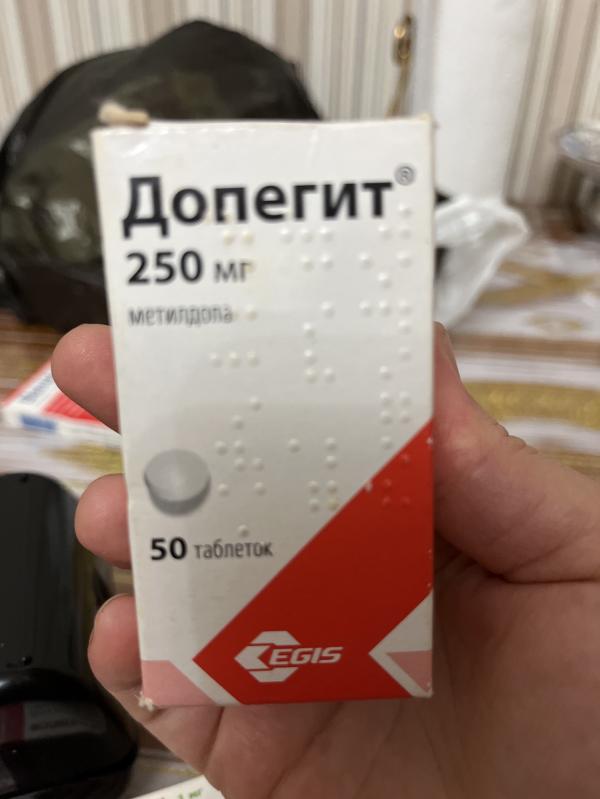 Допегит®
250 мг
метилдопа
50 таблеток
EGIS